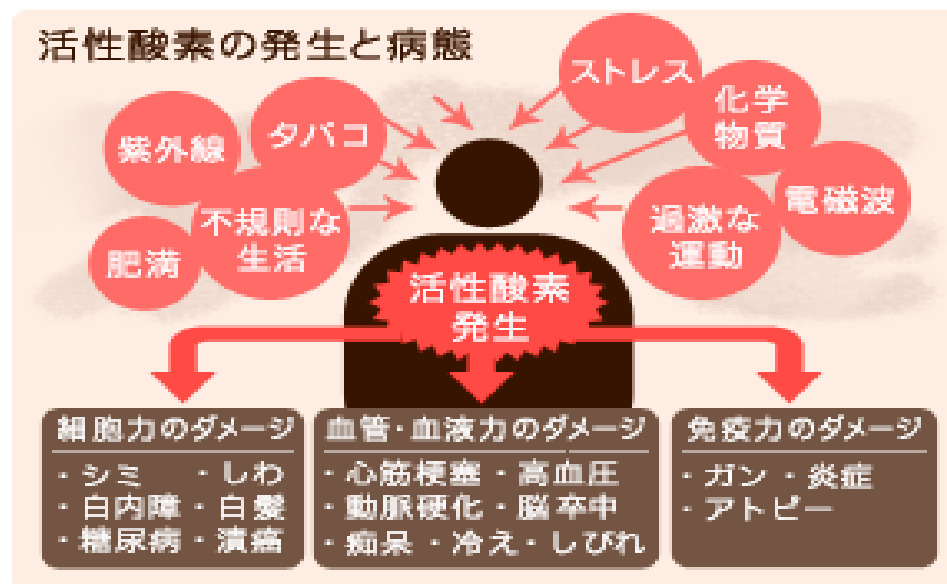 活性酸素の発生と病態
紫外線
タバコ
不規則な
生活
肥満
ストレス
化学
物質
電磁波
過激な
運動
活性酸素
発生
細胞力のダメージ
・シミ ・しわ
・白内障・白髪
・糖尿病・潰瘍
血管・血液力のダメージ
・心筋梗塞・高血圧
・動脈硬化・脳卒中
・痴呆・冷え・しびれ
免疫力のダメージ
・ガン・炎症
・アトピー